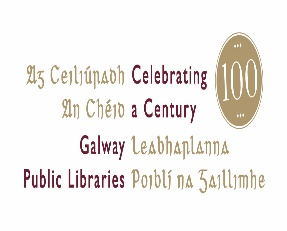 Ag Ceiliúradh Celebrating
An Chéid a Century
Galway Leabharlanna
Public Libraries Poiblí na Gaillimhe
100